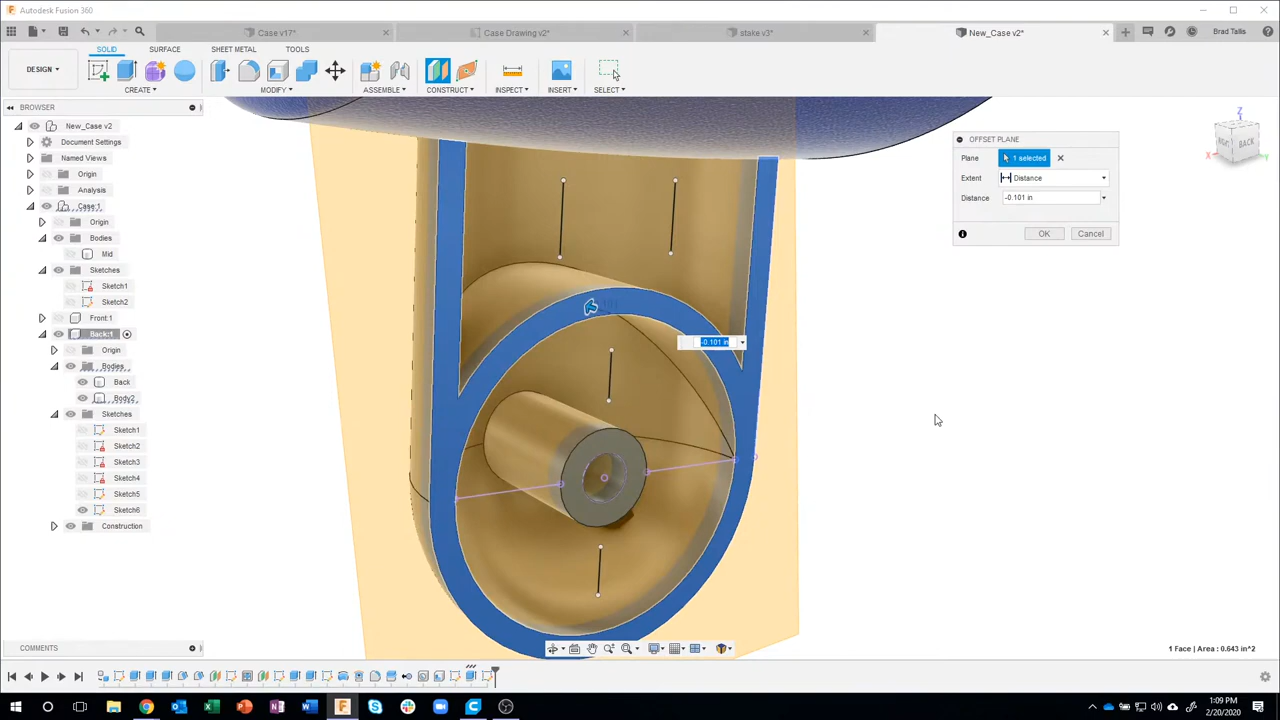 Autodesk Fusion 360
Case v17*
Case Drawing v2*
stake v3*
New_Case v2*
Brad Tallis
DESIGN
SOLID
SURFACE
SHEET METAL
TOOLS
CREATE
MODIFY
ASSEMBLE
CONSTRUCT
INSPECT
INSERT
SELECT
BROWSER
New_Case v2
Document Settings
Named Views
Origin
Analysis
Case:1
Origin
Bodies
Mid
Sketches
Sketch1
Sketch2
Front:1
Back:1
Origin
Bodies
Back
Body2
Sketches
Sketch1
Sketch2
Sketch3
Sketch4
Sketch5
Sketch6
Construction
OFFSET PLANE
Plane
1 selected
Extent
Distance
Distance
-0.101 in
OK
Cancel
-0.101 in
Z
X
Y
BACK
COMMENTS
1 Face | Area : 0.643 in^2
1:09 PM
2/20/2020